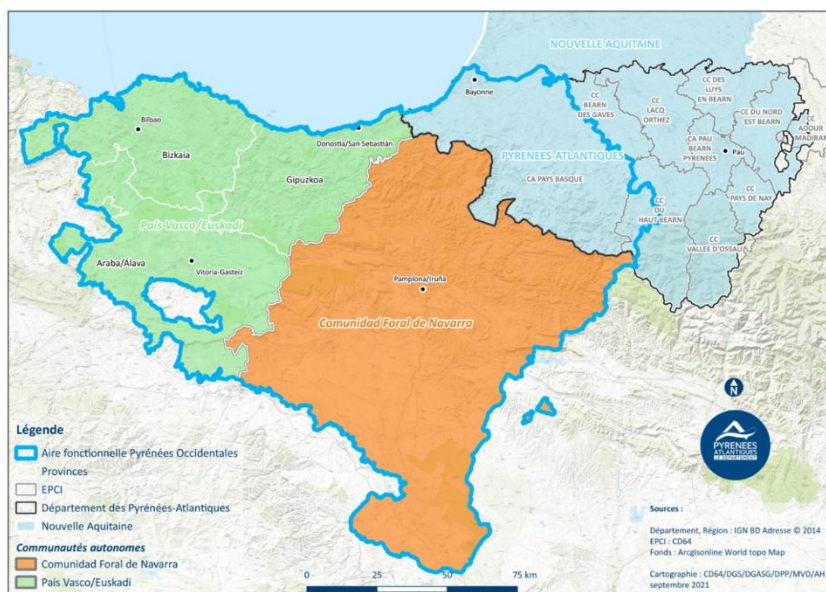 NOUVELLE AQUITAINE
Bayonne
CC
BEARN
DES GAVES
CC
LACQ
ORTHEZ
CC DES
LUYS
EN BEARN
CC DU NORD
EST BEARN
CC
ADOUR
MADIRAN
CA PAU
BEARN
PYRENEES
Pau
CC
PAYS DE NAY
CC
DU
HAUT BEARN
CC
VALLEE D'OSSAU
PYRENEES-ATLANTIQUES
CA PAYS BASQUE
Bilbao
Bizkaia
Donostia/San Sebastián
Gipuzkoa
País Vasco/Euskadi
Araba/Álava
Vitoria-Gasteiz
Pamplona/Iruña
Comunidad Foral de Navarra
N
PYRENEES
ATLANTIQUES
LE DEPARTEMENT
Légende
Aire fonctionnelle Pyrénées Occidentales
Provinces
EPCI
Département des Pyrénées-Atlantiques
Nouvelle Aquitaine
Communautés autonomes
Comunidad Foral de Navarra
País Vasco/Euskadi
0 25 50 75 km
Sources :
Département, Région : IGN BD Adresse © 2014
EPCI : CD64
Fonds : Arcgisonline World topo Map
Cartographie : CD64/DGS/DGASG/DPP/MVD/AH
septembre 2021